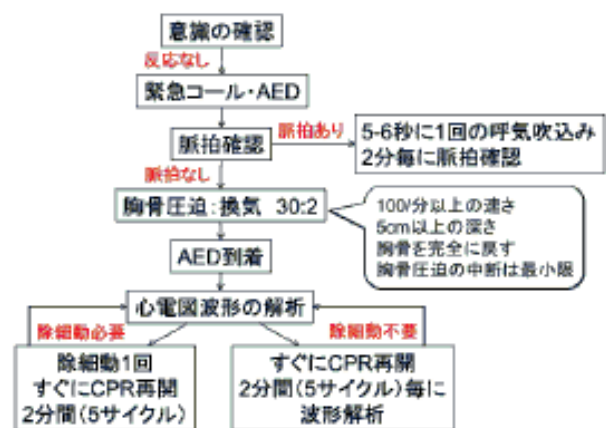 意識の確認
反応なし
緊急コール・AED
脈拍確認
脈拍あり
5-6秒に1回の呼気吹込み
2分毎に脈拍確認
脈拍なし
胸骨圧迫:換気 30:2
100/分以上の速さ
5cm以上の深さ
胸骨を完全に戻す
胸骨圧迫の中断は最小限
AED到着
心電図波形の解析
除細動必要
除細動不要
除細動1回
すぐにCPR再開
2分間(5サイクル)
すぐにCPR再開
2分間(5サイクル)毎に
波形解析